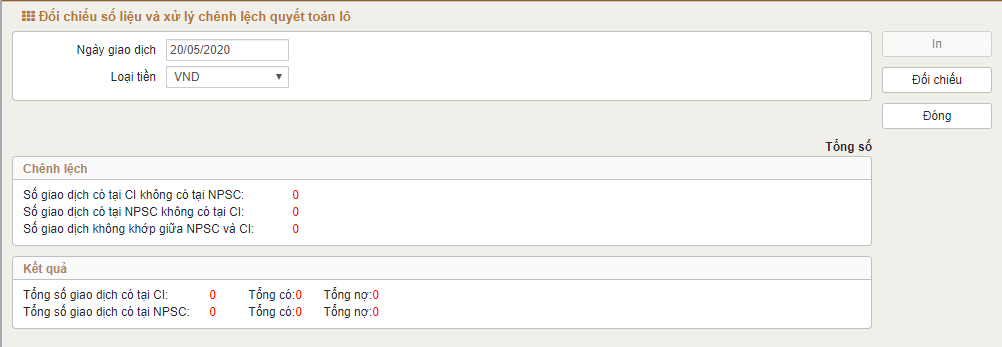 Đối chiếu số liệu và xử lý chênh lệch quyết toán lô
Ngày giao dịch 20/05/2020
Loại tiền VND
In
Đối chiếu
Đóng
Tổng số
Chênh lệch
Số giao dịch có tại CI không có tại NPSC: 0
Số giao dịch có tại NPSC không có tại CI: 0
Số giao dịch không khớp giữa NPSC và CI: 0
Kết quả
Tổng số giao dịch có tại CI: 0 Tổng có:0 Tổng nợ:0
Tổng số giao dịch có tại NPSC: 0 Tổng có:0 Tổng nợ:0